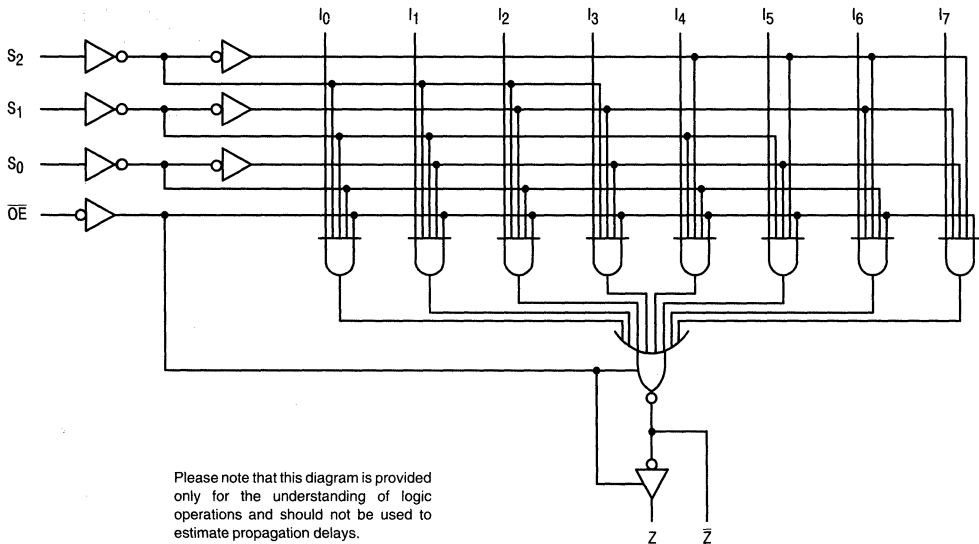 I₀ I₁ I₂ I₃ I₄ I₅ I₆ I₇
S₂
S₁
S₀
O̅E̅
Please note that this diagram is provided
only for the understanding of logic
operations and should not be used to
estimate propagation delays.
Z Z̅